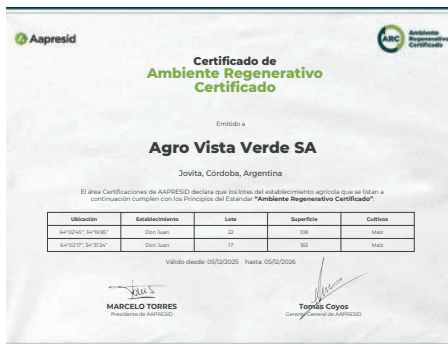 Aapresid
ARC
Ambiente
Regenerativo
Certificado
Certificado de
Ambiente Regenerativo
Certificado
Emitido a
Agro Vista Verde SA
Jovita, Córdoba, Argentina
El área Certificaciones de AAPRESID declara que los lotes del establecimiento agrícola que se listan a
continuación cumplen con los Principios del Estándar "Ambiente Regenerativo Certificado".
Ubicación Establecimiento Lote Superficie Cultivos
Don Juan 22 108 Maíz
Don Juan 17 163 Maíz
Válido desde: 05/12/2025 hasta: 05/12/2026
MARCELO TORRES
Presidente de AAPRESID
Tomás Coyos
Gerente General de AAPRESID